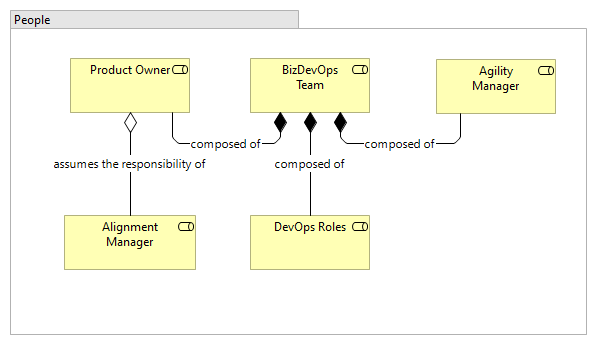 People
Product Owner
BizDevOps
Team
Agility
Manager
composed of
composed of
assumes the responsibility of
composed of
Alignment
Manager
DevOps Roles